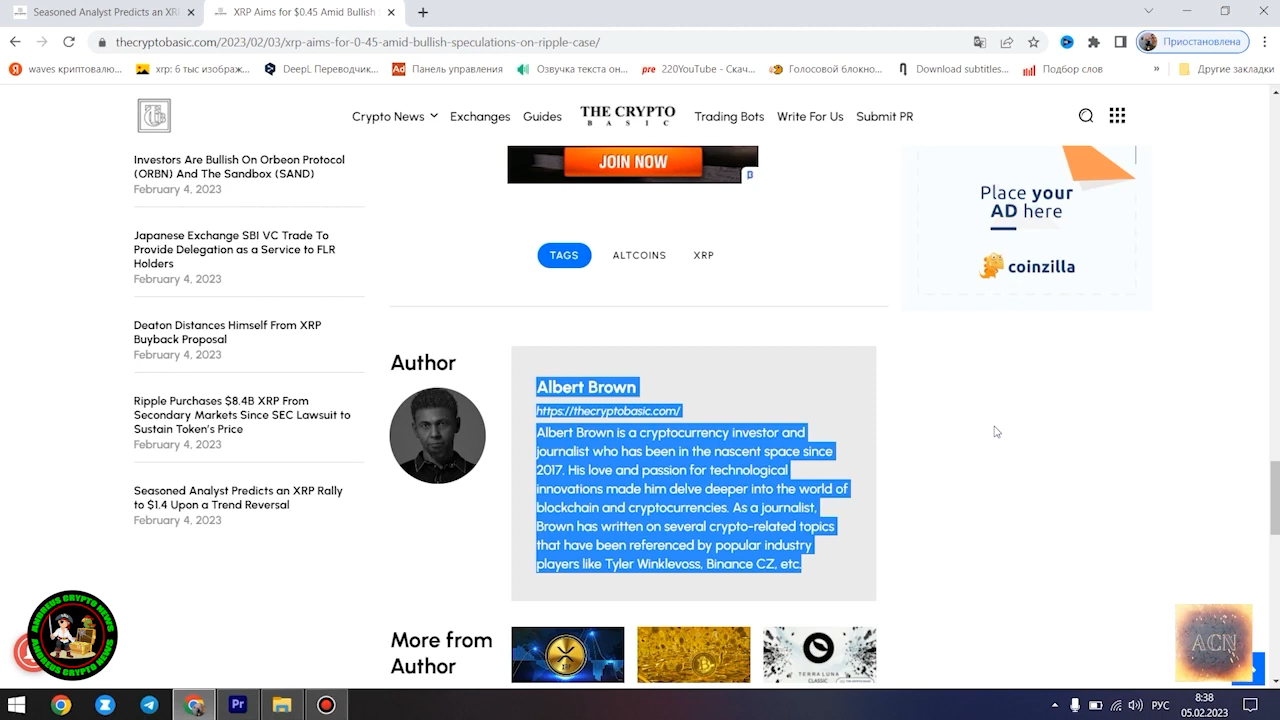 Seasoned Analyst Predicts an XRP
XRP Aims for $0.45 Amid Bullish
thecryptobasic.com/2023/02/03/xrp-aims-for-0-45-amid-bullish-speculations-on-ripple-case/
Приостановлена
waves криптовалю...
xrp: 6 тыс изображ...
DeepL Переводчик...
Панель управления
Озвучка текста он...
220YouTube - Скач...
Голосовой блокно...
Download subtitles...
Подбор слов
»
Другие закладки
Crypto News
Exchanges
Guides
THE CRYPTO
BASIC
Trading Bots
Write For Us
Submit PR
Investors Are Bullish On Orbeon Protocol
(ORBN) And The Sandbox (SAND)
February 4, 2023
Japanese Exchange SBI VC Trade To
Provide Delegation as a Service to FLR
Holders
February 4, 2023
Deaton Distances Himself From XRP
Buyback Proposal
February 4, 2023
Ripple Purchases $8.4B XRP From
Secondary Markets Since SEC Lawsuit to
Sustain Token's Price
February 4, 2023
Seasoned Analyst Predicts an XRP Rally
to $1.4 Upon a Trend Reversal
February 4, 2023
JOIN NOW
TAGS
ALTCOINS
XRP
Place your
AD here
coinzilla
Author
Albert Brown
https://thecryptobasic.com/
Albert Brown is a cryptocurrency investor and
journalist who has been in the nascent space since
2017. His love and passion for technological
innovations made him delve deeper into the world of
blockchain and cryptocurrencies. As a journalist,
Brown has written on several crypto-related topics
that have been referenced by popular industry
players like Tyler Winklevoss, Binance CZ, etc.
More from
Author
TERRA LUNA
CLASSIC
ANDREUS CRYPTO NEWS
ANDREUS CRYPTO NEWS
ACN
Pr
РУС
8:38
05.02.2023